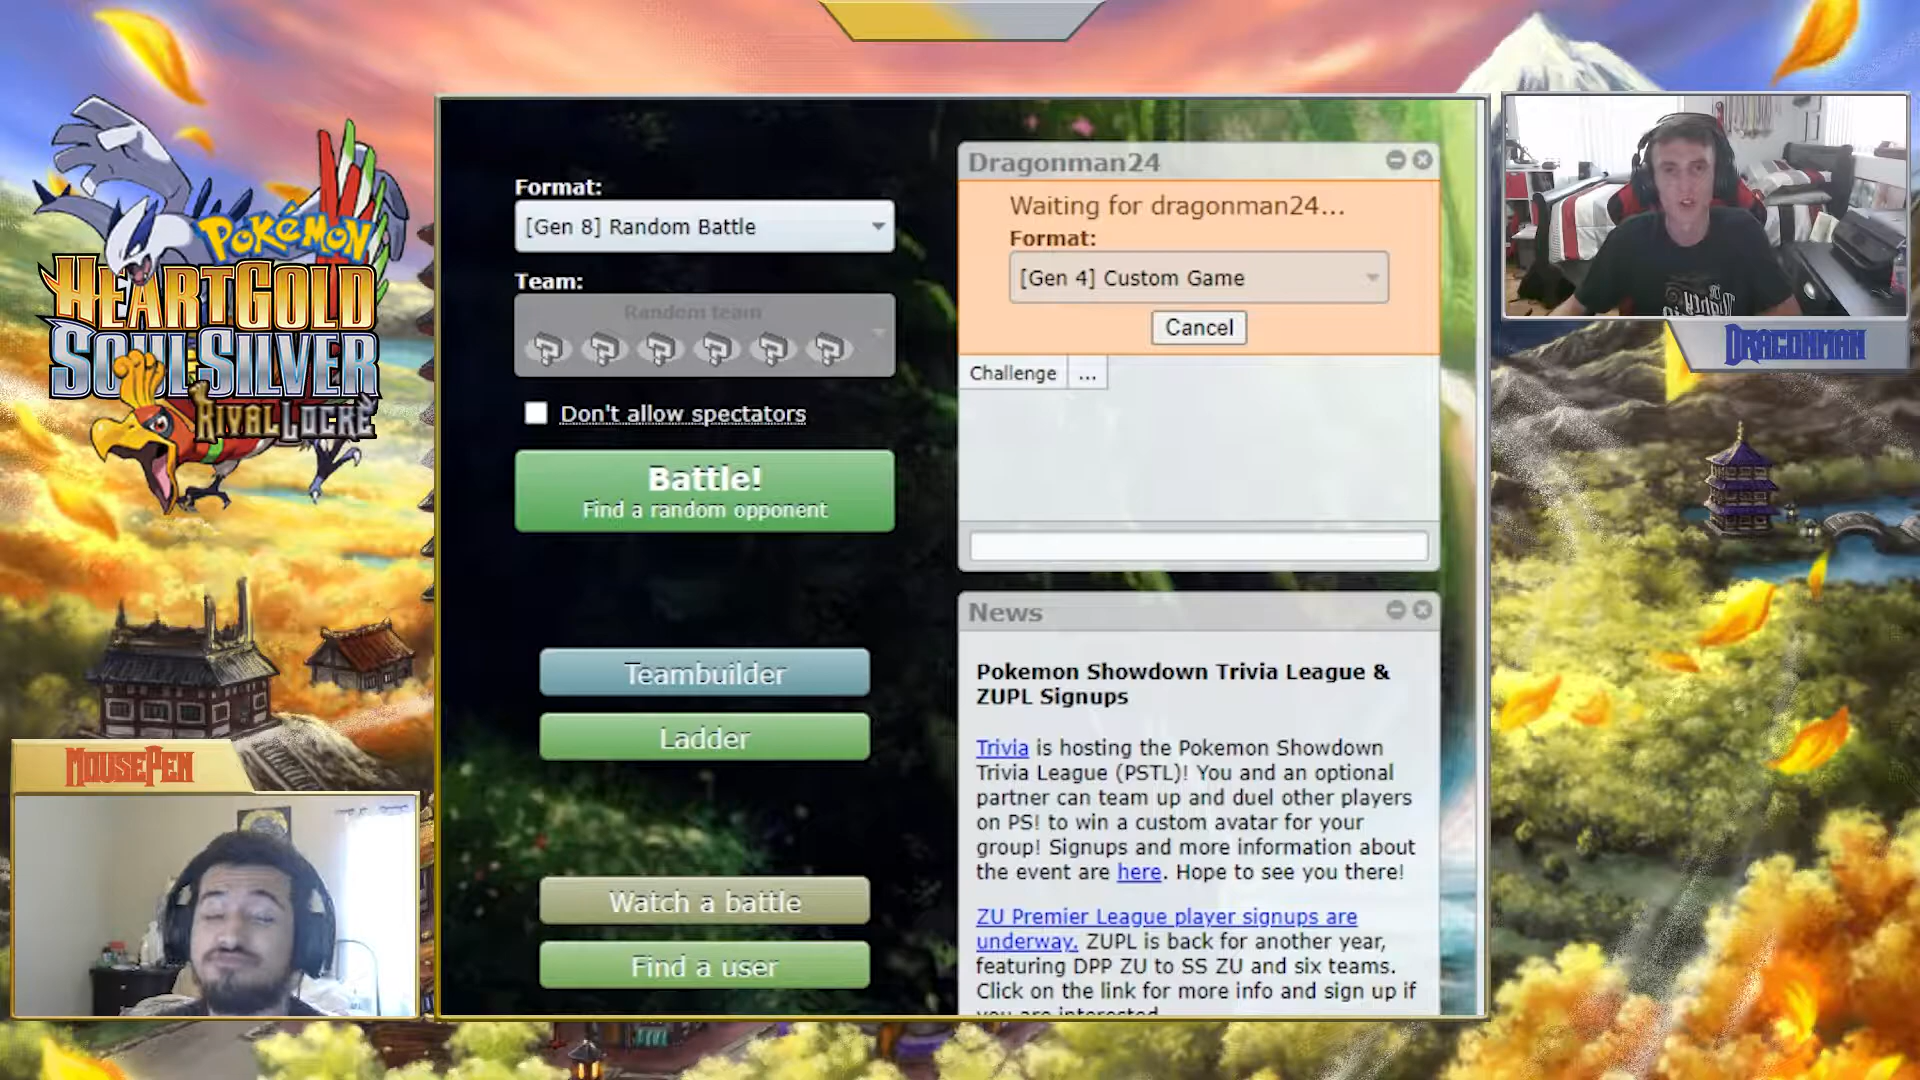 POKéMON
HEARTGOLD
SOULSILVER
RIVALLOCKE
MOUSEPEN
Format:
[Gen 8] Random Battle
Team:
Random team
Don't allow spectators
Battle!
Find a random opponent
Teambuilder
Ladder
Watch a battle
Find a user
Dragonman24
Waiting for dragonman24...
Format:
[Gen 4] Custom Game
Cancel
Challenge ...
News
Pokemon Showdown Trivia League &
ZUPL Signups
Trivia is hosting the Pokemon Showdown
Trivia League (PSTL)! You and an optional
partner can team up and duel other players
on PS! to win a custom avatar for your
group! Signups and more information about
the event are here. Hope to see you there!
ZU Premier League player signups are
underway. ZUPL is back for another year,
featuring DPP ZU to SS ZU and six teams.
Click on the link for more info and sign up if
you are interested
DRAGONMAN